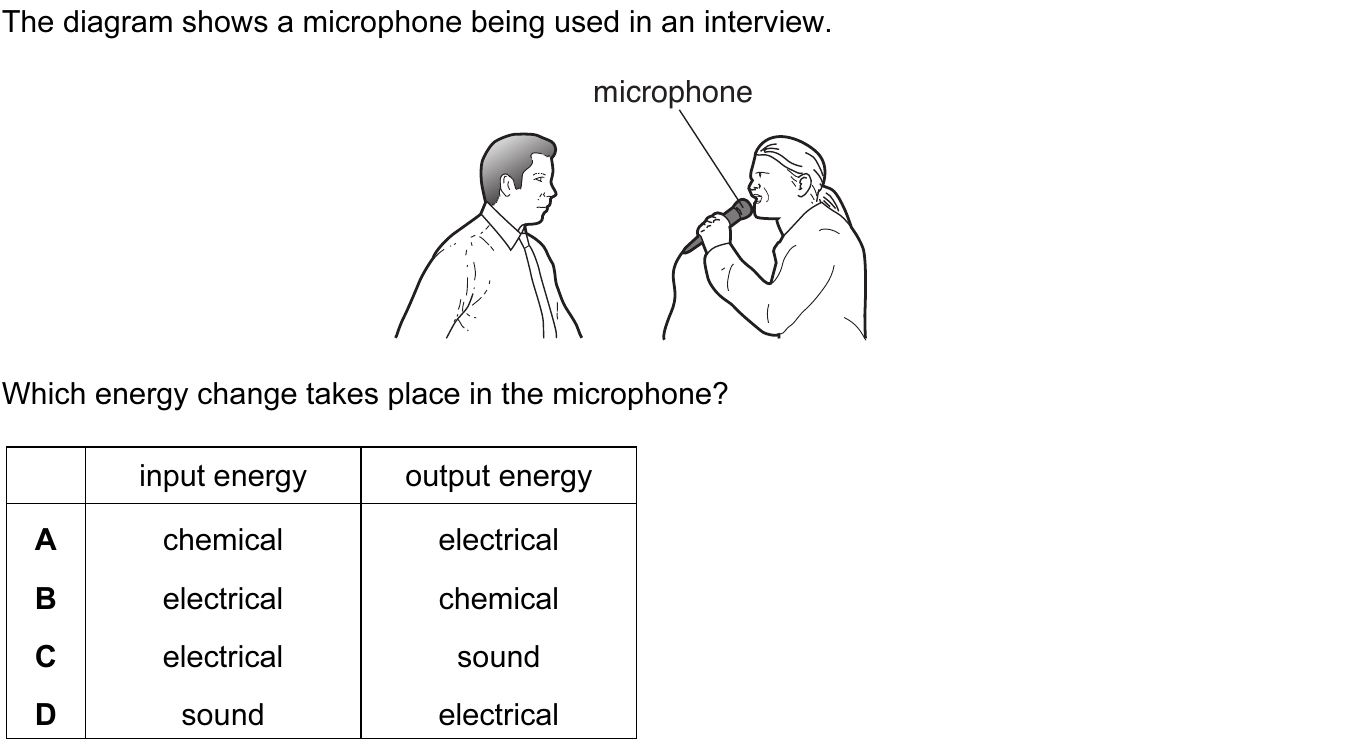 The diagram shows a microphone being used in an interview.
microphone
Which energy change takes place in the microphone?
input energy output energy
A chemical electrical
B electrical chemical
C electrical sound
D sound electrical